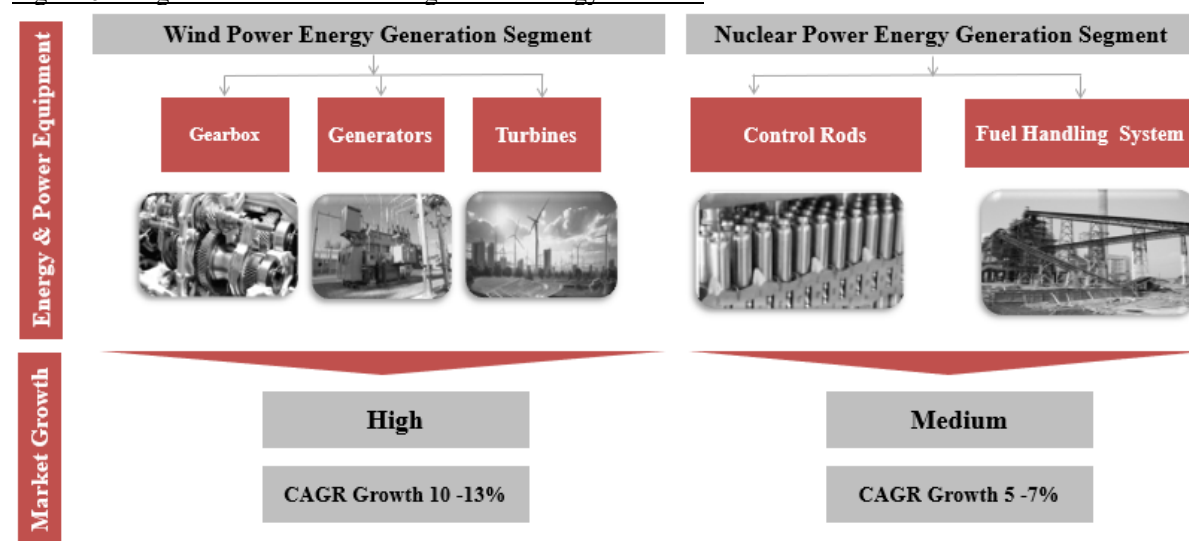 Wind Power Energy Generation Segment
Nuclear Power Energy Generation Segment
Energy & Power Equipment
Gearbox
Generators
Turbines
Control Rods
Fuel Handling System
Market Growth
High
Medium
CAGR Growth 10 -13%
CAGR Growth 5 -7%